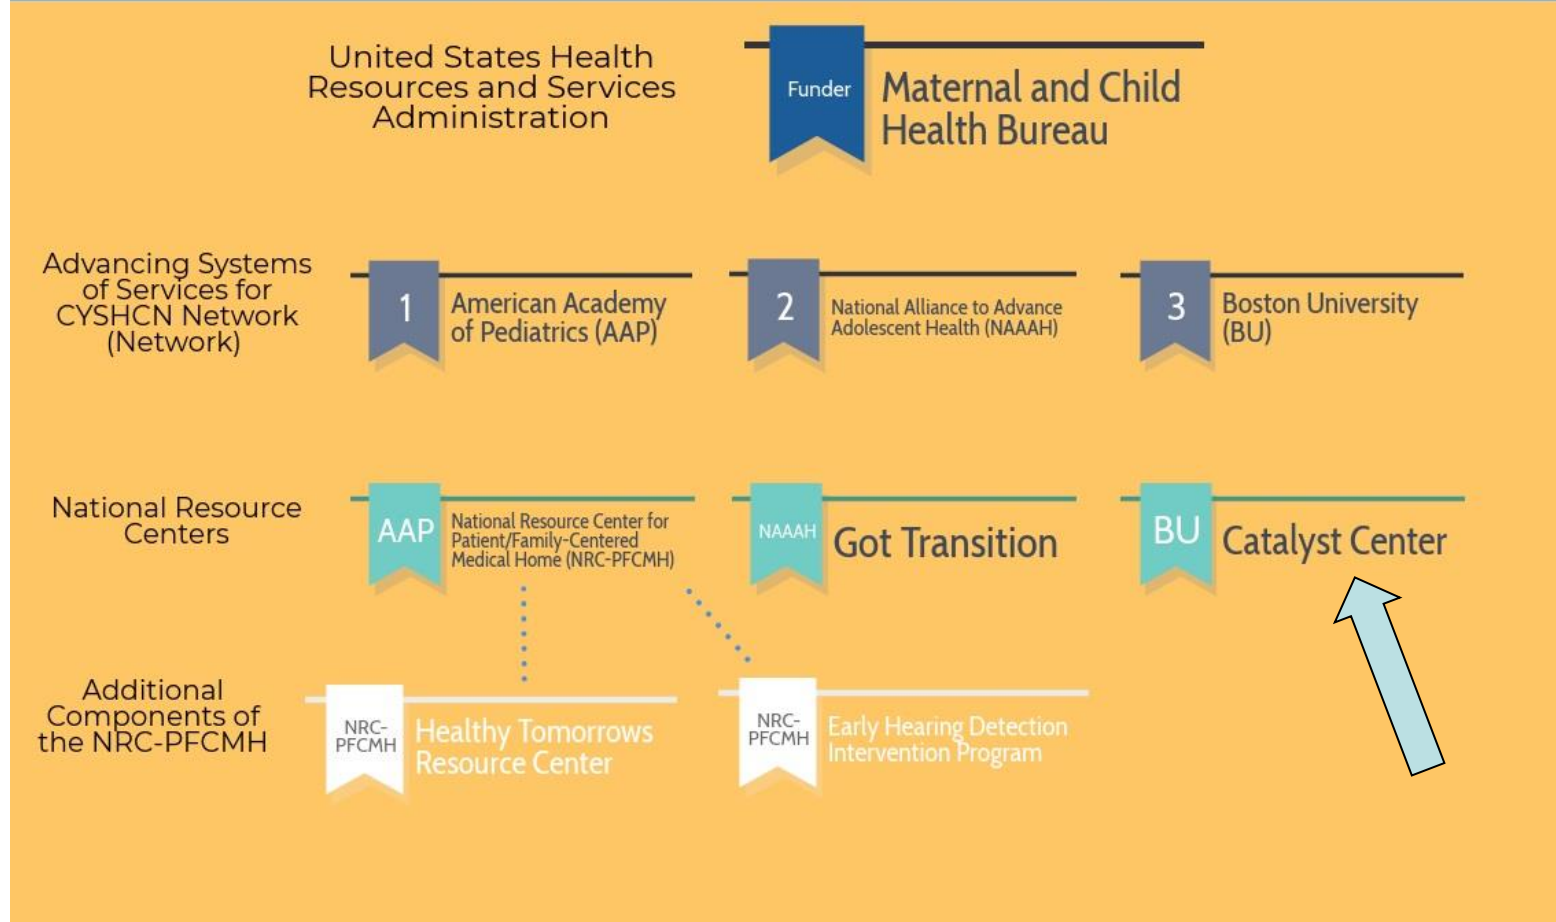 United States Health
Resources and Services
Administration
Funder
Maternal and Child
Health Bureau
Advancing Systems
of Services for
CYSHCN Network
(Network)
1
American Academy
of Pediatrics (AAP)
2
National Alliance to Advance
Adolescent Health (NAAAH)
3
Boston University
(BU)
National Resource
Centers
AAP
National Resource Center for
Patient/Family-Centered
Medical Home (NRC-PFCMH)
NAAAH
Got Transition
BU
Catalyst Center
Additional
Components of
the NRC-PFCMH
NRC-
PFCMH
Healthy Tomorrows
Resource Center
NRC-
PFCMH
Early Hearing Detection
Intervention Program